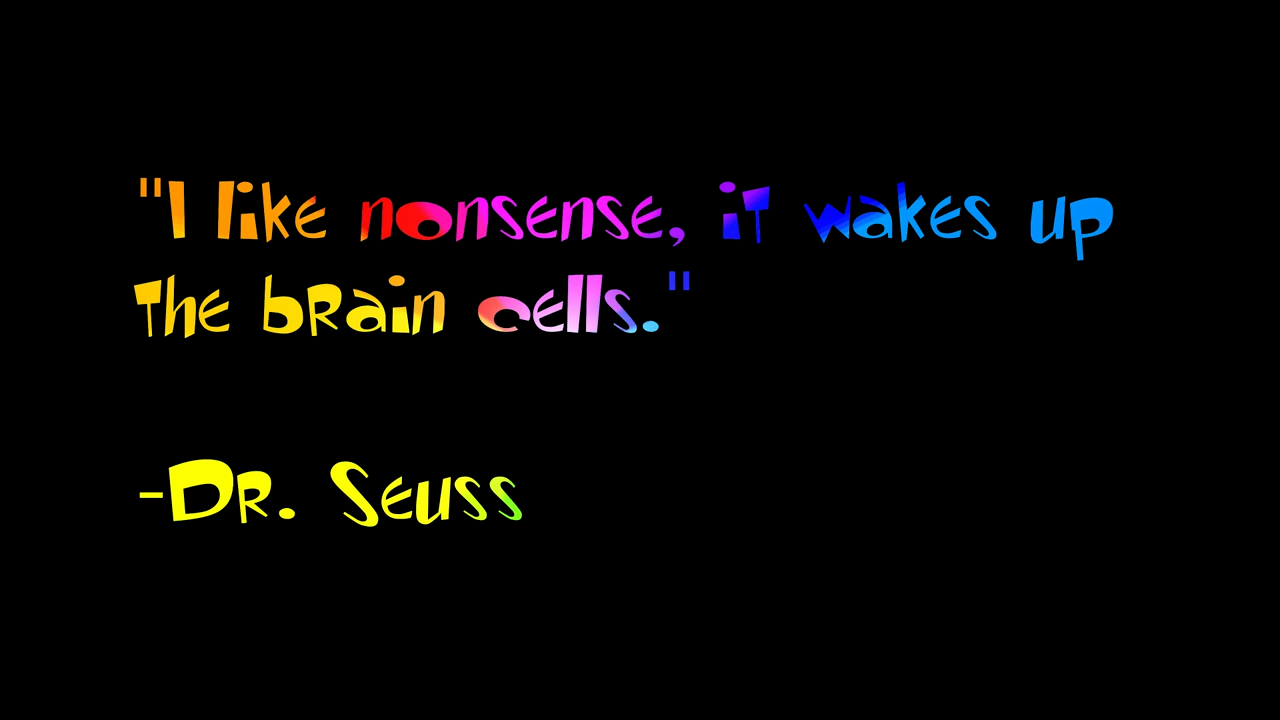 "I like nonsense, it wakes up
the brain cells."
-Dr. Seuss